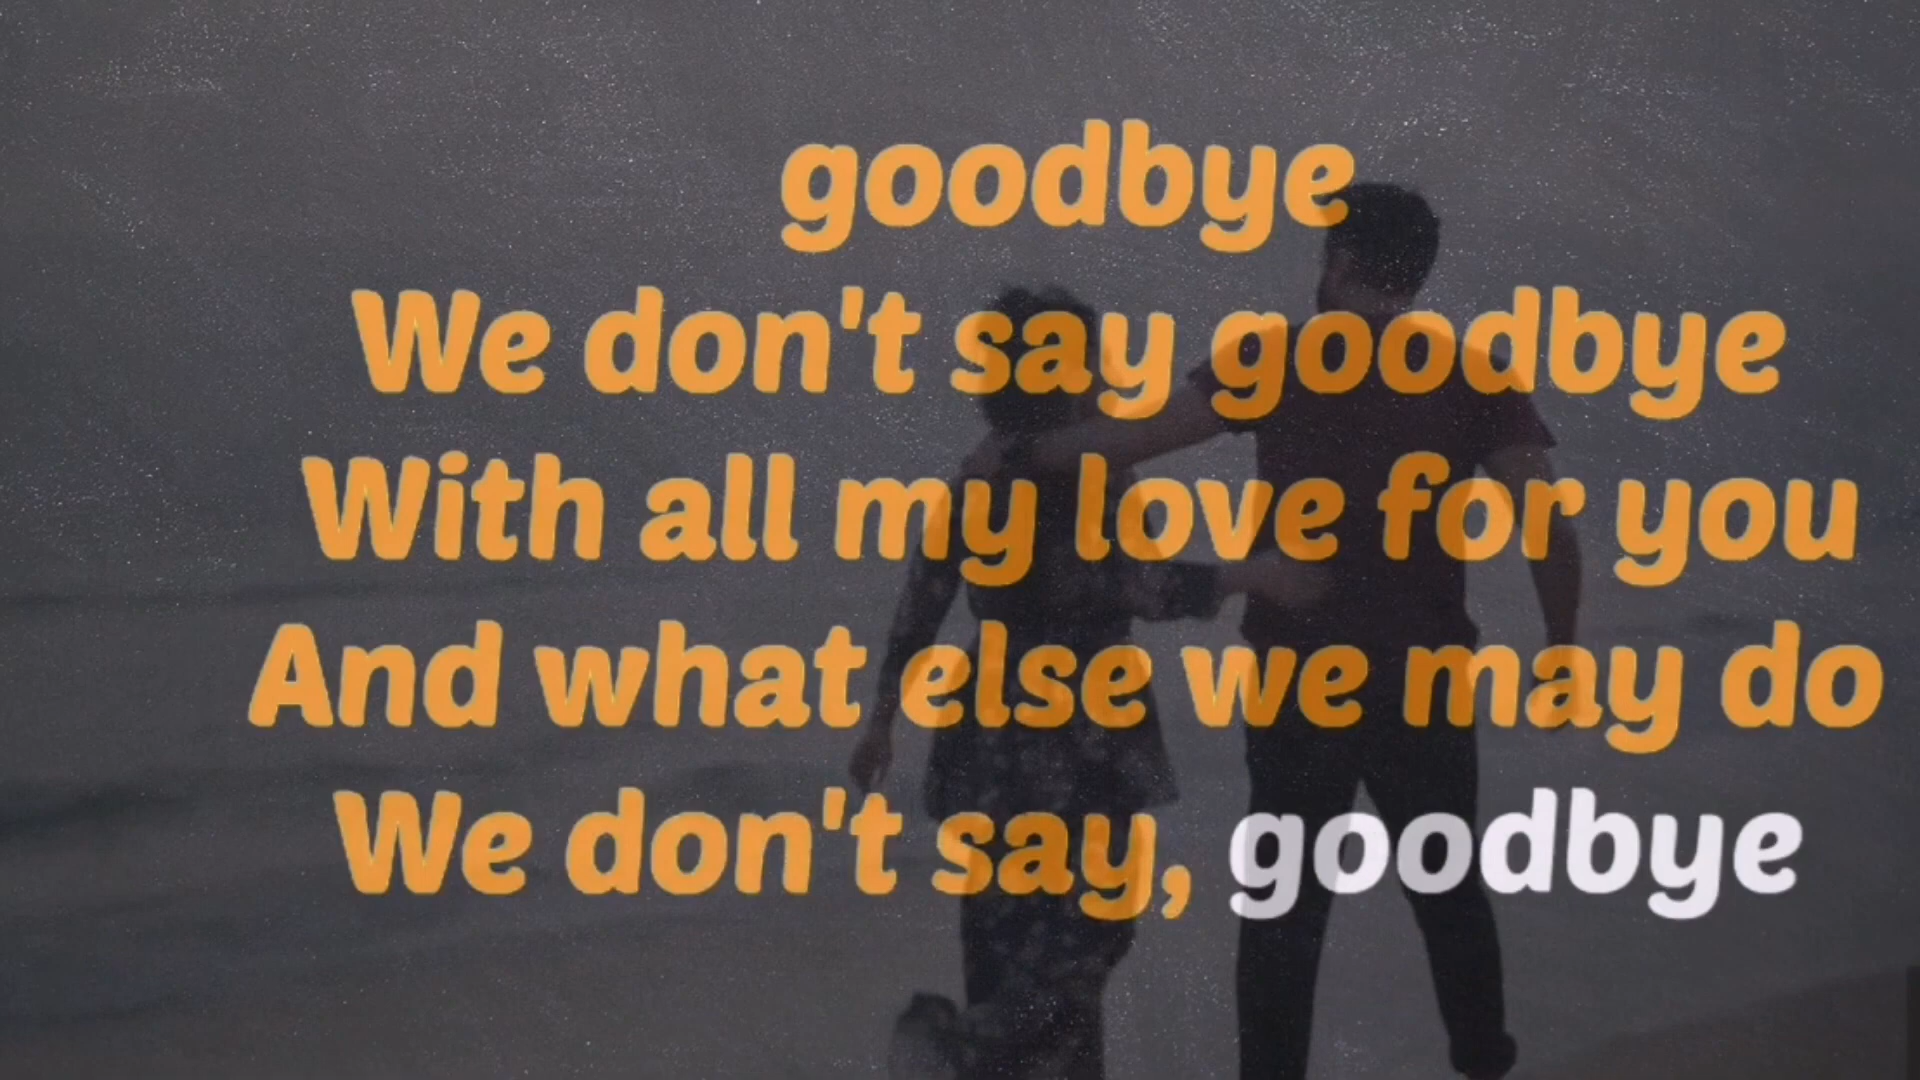 goodbye
We don't say goodbye
With all my love for you
And what else we may do
We don't say, goodbye